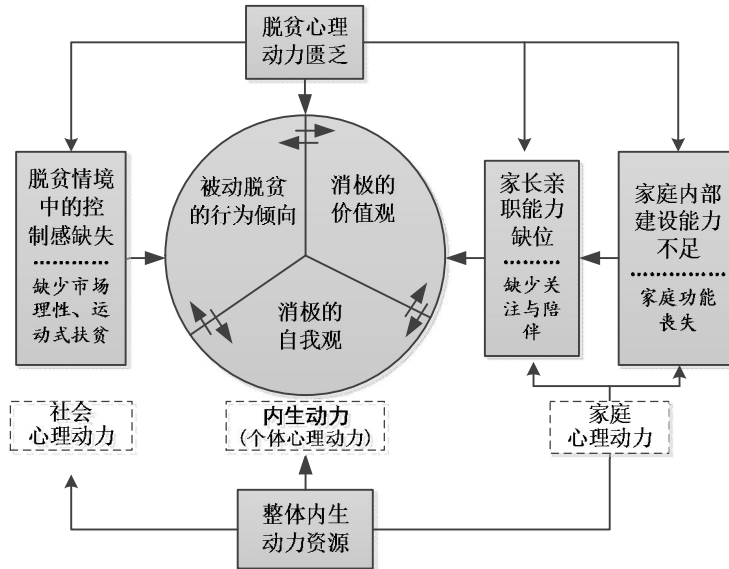 脱贫心理
动力匮乏
脱贫情境
中的控
制感缺失
缺少市场
理性、运
动式扶贫
被动脱贫
的行为倾向
消极的
价值观
消极的
自我观
家长亲
职能力
缺位
缺少关
注与陪
伴
家庭内部
建设能力
不足
家庭功能
丧失
社会
心理动力
内生动力
(个体心理动力)
家庭
心理动力
整体内生
动力资源